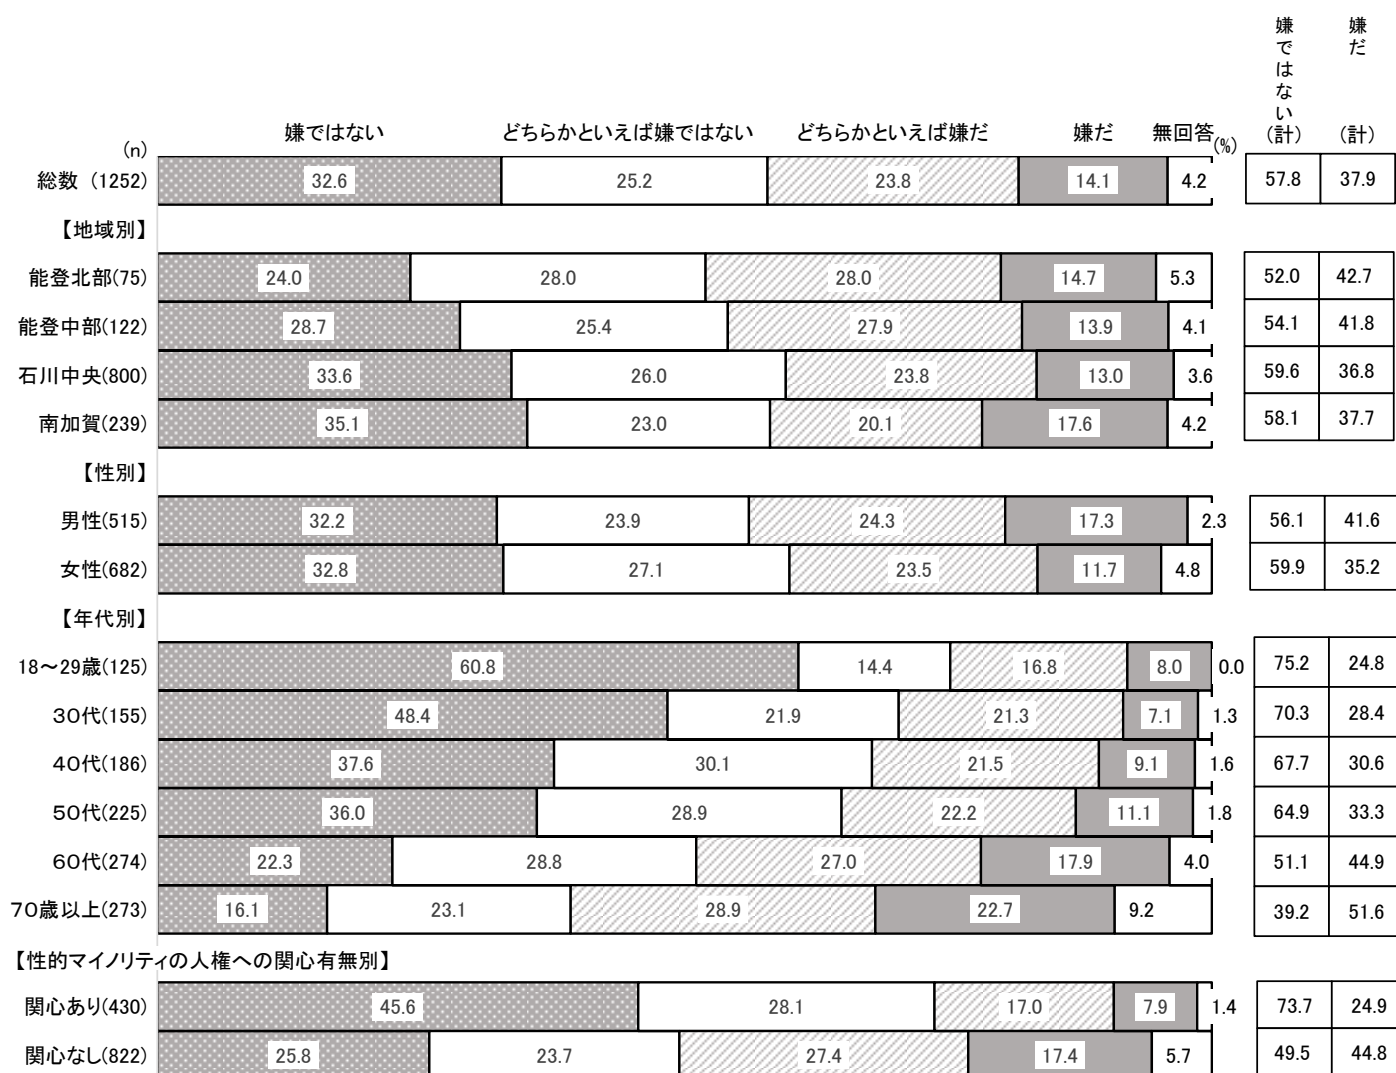 嫌ではない（計） 嫌だ（計）
嫌ではない どちらかといえば嫌ではない どちらかといえば嫌だ 嫌だ 無回答
(n) (%)
総数（1252) 32.6 25.2 23.8 14.1 4.2 57.8 37.9
【地域別】
能登北部(75) 24.0 28.0 28.0 14.7 5.3 52.0 42.7
能登中部(122) 28.7 25.4 27.9 13.9 4.1 54.1 41.8
石川中央(800) 33.6 26.0 23.8 13.0 3.6 59.6 36.8
南加賀(239) 35.1 23.0 20.1 17.6 4.2 58.1 37.7
【性別】
男性(515) 32.2 23.9 24.3 17.3 2.3 56.1 41.6
女性(682) 32.8 27.1 23.5 11.7 4.8 59.9 35.2
【年代別】
18～29歳(125) 60.8 14.4 16.8 8.0 0.0 75.2 24.8
３０代(155) 48.4 21.9 21.3 7.1 1.3 70.3 28.4
４０代(186) 37.6 30.1 21.5 9.1 1.6 67.7 30.6
５０代(225) 36.0 28.9 22.2 11.1 1.8 64.9 33.3
６０代(274) 22.3 28.8 27.0 17.9 4.0 51.1 44.9
７０歳以上(273) 16.1 23.1 28.9 22.7 9.2 39.2 51.6
【性的マイノリティの人権への関心有無別】
関心あり(430) 45.6 28.1 17.0 7.9 1.4 73.7 24.9
関心なし(822) 25.8 23.7 27.4 17.4 5.7 49.5 44.8